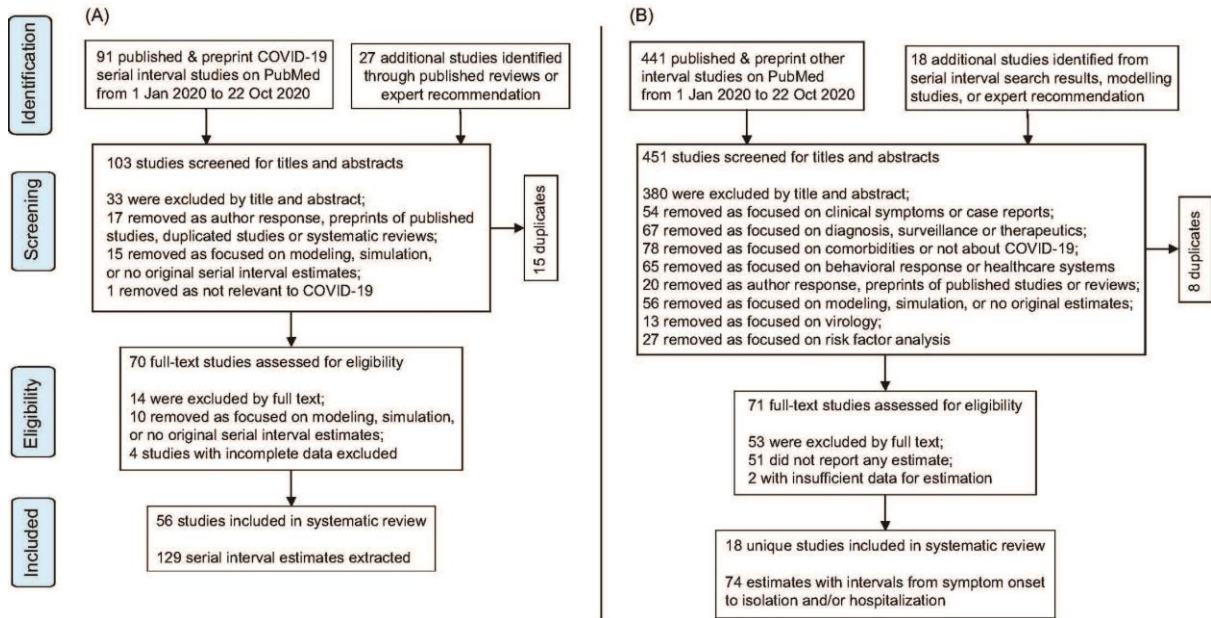 (A)
Identification
91 published & preprint COVID-19
serial interval studies on PubMed
from 1 Jan 2020 to 22 Oct 2020
27 additional studies identified
through published reviews or
expert recommendation
Screening
103 studies screened for titles and abstracts
33 were excluded by title and abstract;
17 removed as author response, preprints of published
studies, duplicated studies or systematic reviews;
15 removed as focused on modeling, simulation,
or no original serial interval estimates;
1 removed as not relevant to COVID-19
15 duplicates
Eligibility
70 full-text studies assessed for eligibility
14 were excluded by full text;
10 removed as focused on modeling, simulation,
or no original serial interval estimates;
4 studies with incomplete data excluded
Included
56 studies included in systematic review
129 serial interval estimates extracted
(B)
441 published & preprint other
interval studies on PubMed
from 1 Jan 2020 to 22 Oct 2020
18 additional studies identified from
serial interval search results, modelling
studies, or expert recommendation
451 studies screened for titles and abstracts
380 were excluded by title and abstract;
54 removed as focused on clinical symptoms or case reports;
67 removed as focused on diagnosis, surveillance or therapeutics;
78 removed as focused on comorbidities or not about COVID-19;
65 removed as focused on behavioral response or healthcare systems
20 removed as author response, preprints of published studies or reviews;
56 removed as focused on modeling, simulation, or no original estimates;
13 removed as focused on virology;
27 removed as focused on risk factor analysis
8 duplicates
71 full-text studies assessed for eligibility
53 were excluded by full text;
51 did not report any estimate;
2 with insufficient data for estimation
18 unique studies included in systematic review
74 estimates with intervals from symptom onset
to isolation and/or hospitalization